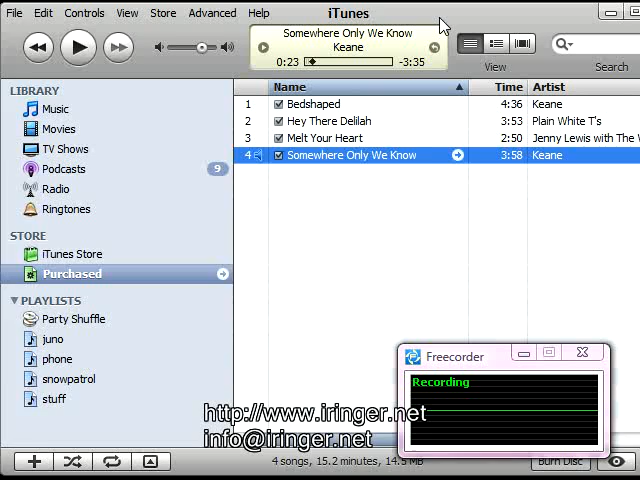 File Edit Controls View Store Advanced Help iTunes
Somewhere Only We Know
Keane
0:23 -3:35
View Search
LIBRARY
Music
Movies
TV Shows
Podcasts 9
Radio
Ringtones
STORE
iTunes Store
Purchased
PLAYLISTS
Party Shuffle
juno
phone
snowpatrol
stuff
Name Time Artist
1 Bedshaped 4:36 Keane
2 Hey There Delilah 3:53 Plain White T's
3 Melt Your Heart 2:50 Jenny Lewis with The W
4 Somewhere Only We Know 3:58 Keane
Freecorder
Recording
http://www.iringer.net
info@iringer.net
4 songs, 15.2 minutes, 14.5 MB
Burn Disc